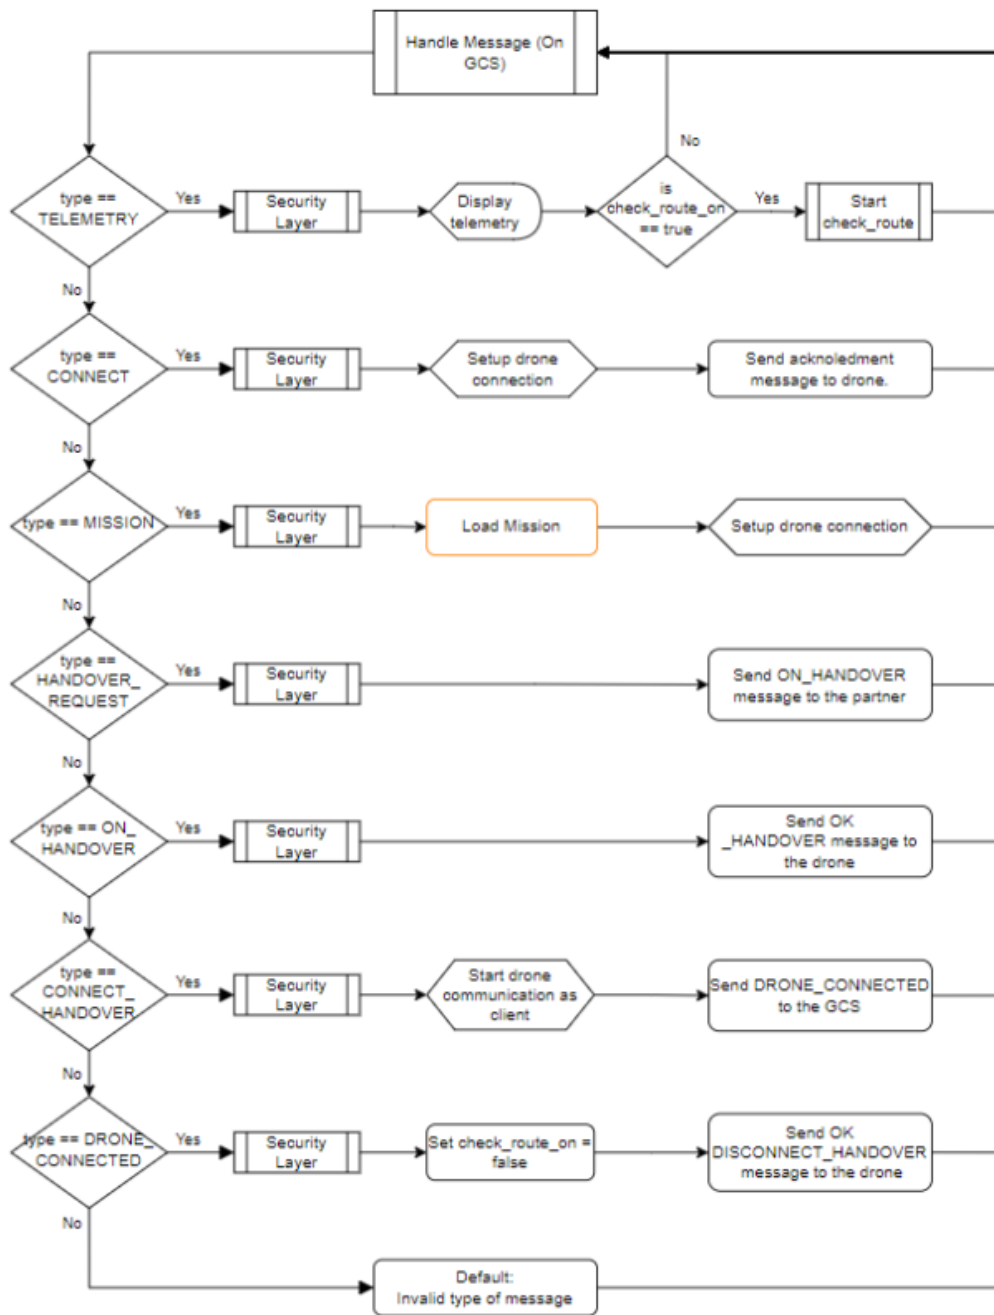 Handle Message (On
GCS)
No
type ==
TELEMETRY
Yes
Security
Layer
Display
telemetry
is
check_route_on
== true
Yes
Start
check_route
No
type ==
CONNECT
Yes
Security
Layer
Setup drone
connection
Send acknoledment
message to drone.
No
type == MISSION
Yes
Security
Layer
Load Mission
Setup drone connection
No
type ==
HANDOVER_
REQUEST
Yes
Security
Layer
Send ON_HANDOVER
message to the partner
No
type == ON_
HANDOVER
Yes
Security
Layer
Send OK
_HANDOVER message to
the drone
No
type ==
CONNECT_
HANDOVER
Yes
Security
Layer
Start drone
communication as
client
Send DRONE_CONNECTED
to the GCS
No
type == DRONE_
CONNECTED
Yes
Security
Layer
Set check_route_on =
false
Send OK
DISCONNECT_HANDOVER
message to the drone
No
Default:
Invalid type of message